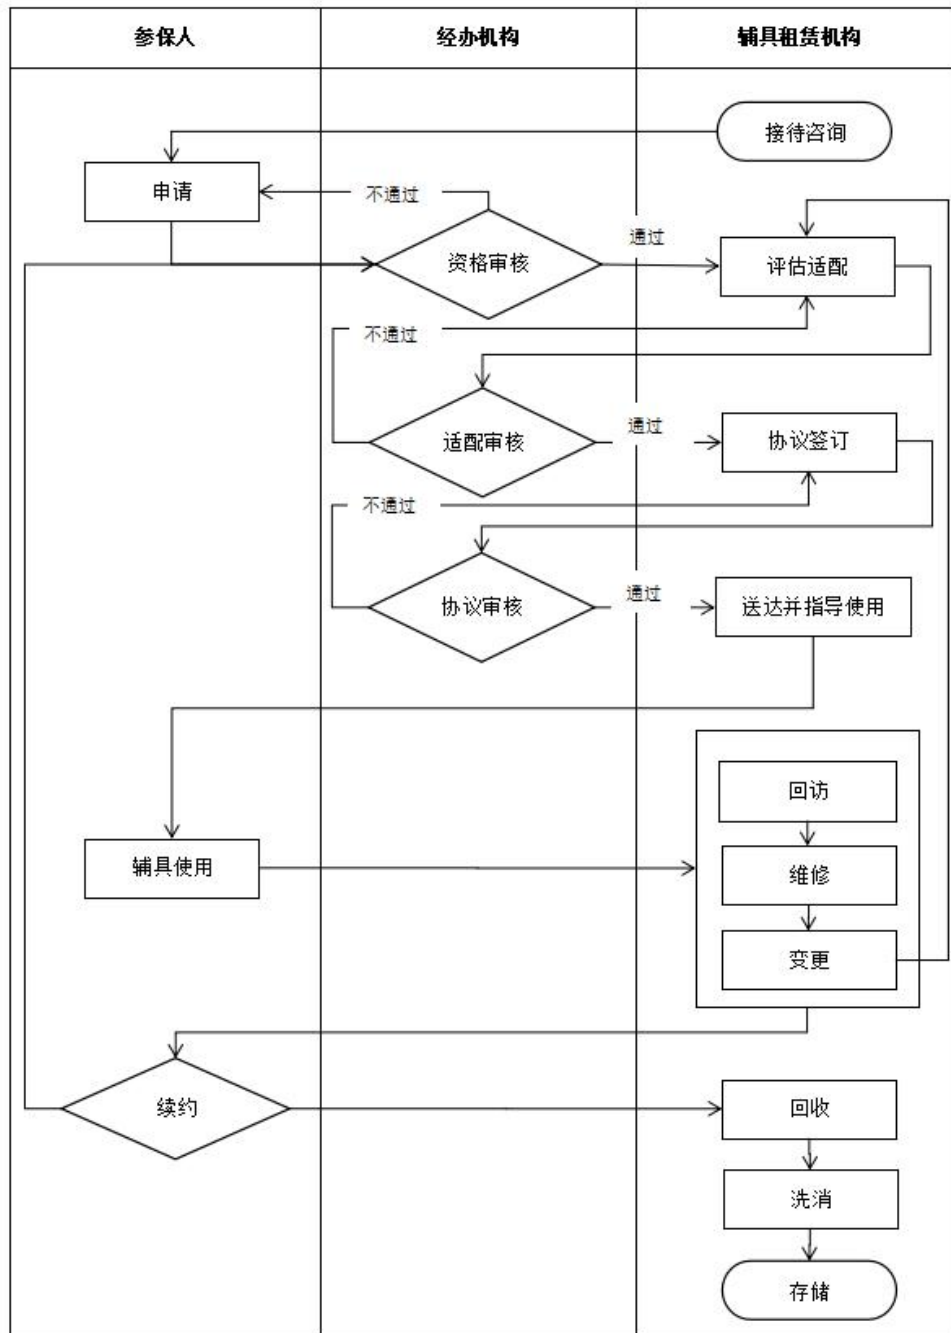 参保人
经办机构
辅具租赁机构
接待咨询
申请
不通过
资格审核
通过
评估适配
不通过
适配审核
通过
协议签订
不通过
协议审核
通过
送达并指导使用
回访
辅具使用
维修
变更
续约
回收
洗消
存储